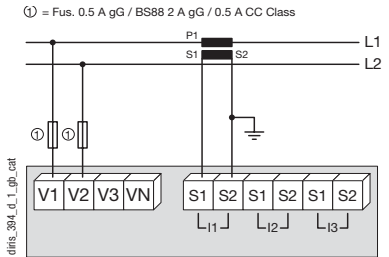 ① = Fus. 0.5 A gG / BS88 2 A gG / 0.5 A CC Class
P1 L1
S1 S2 L2
① ①
V1 V2 V3 VN S1 S2 S1 S2 S1 S2
I1 I2 I3
diris_394_d_1_gb_cat